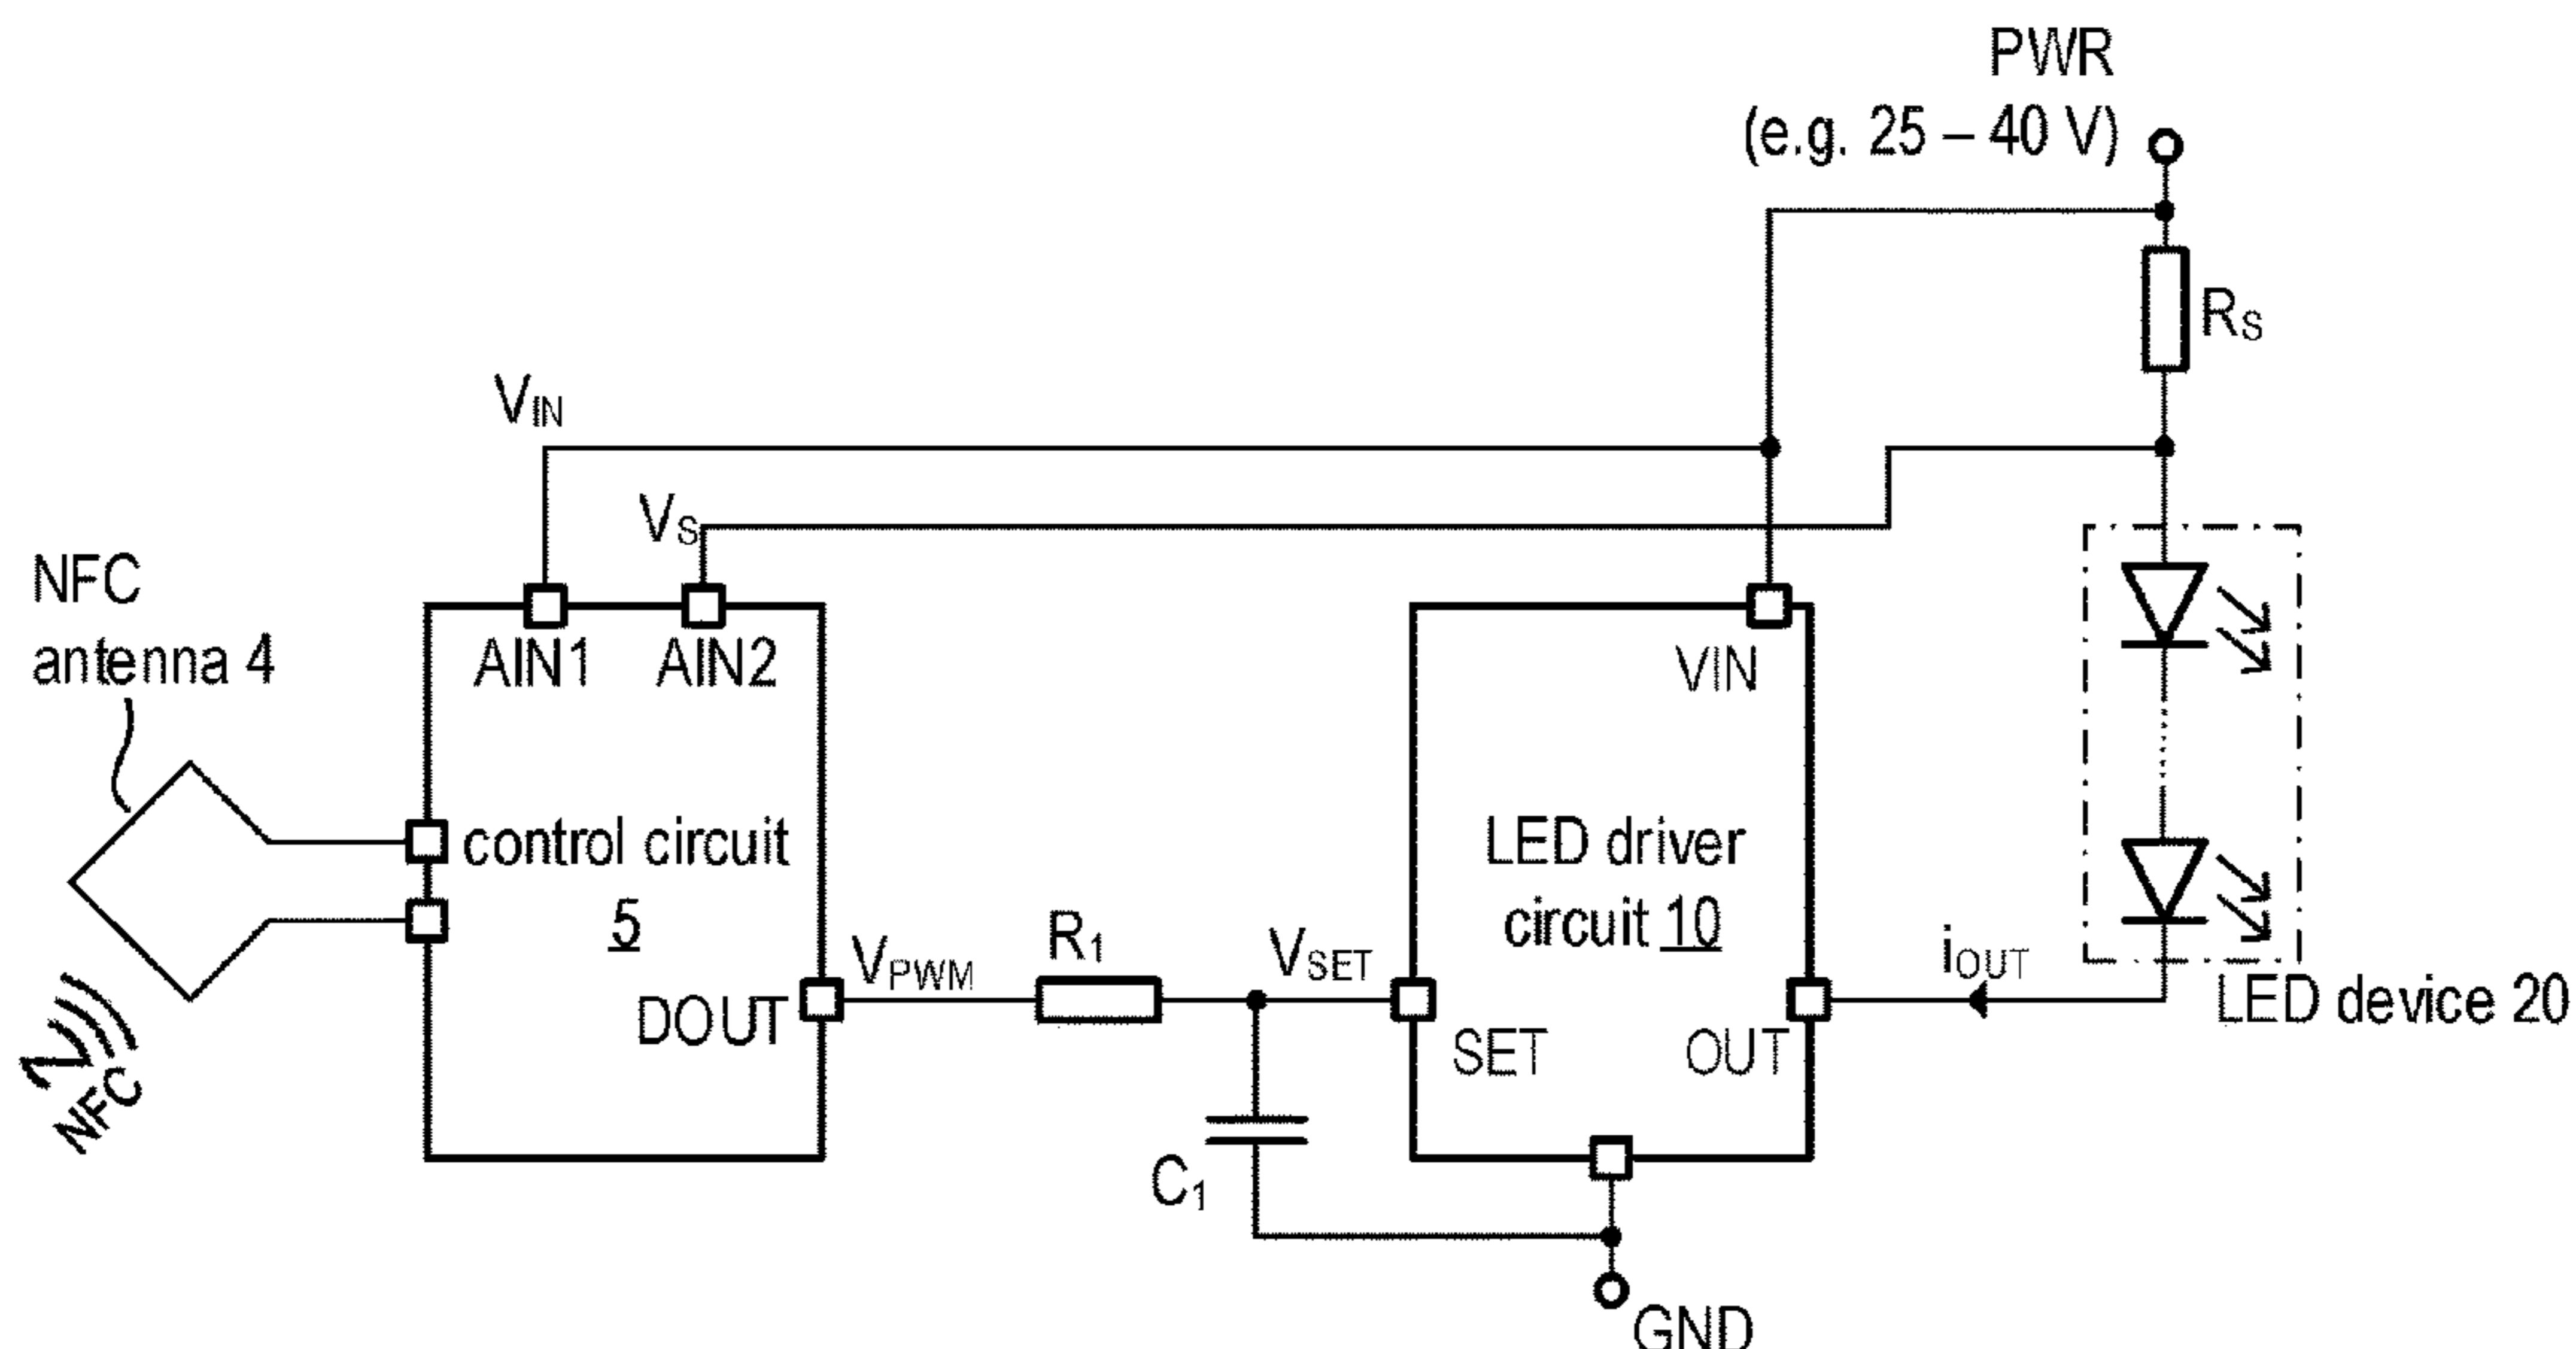 PWR
(e.g. 25 – 40 V)
RS
VIN
VS
NFC
antenna 4
AIN1
AIN2
VIN
control circuit
5
LED driver
circuit 10
VPWM
R1
VSET
iOUT
LED device 20
DOUT
SET
OUT
NFC
C1
GND